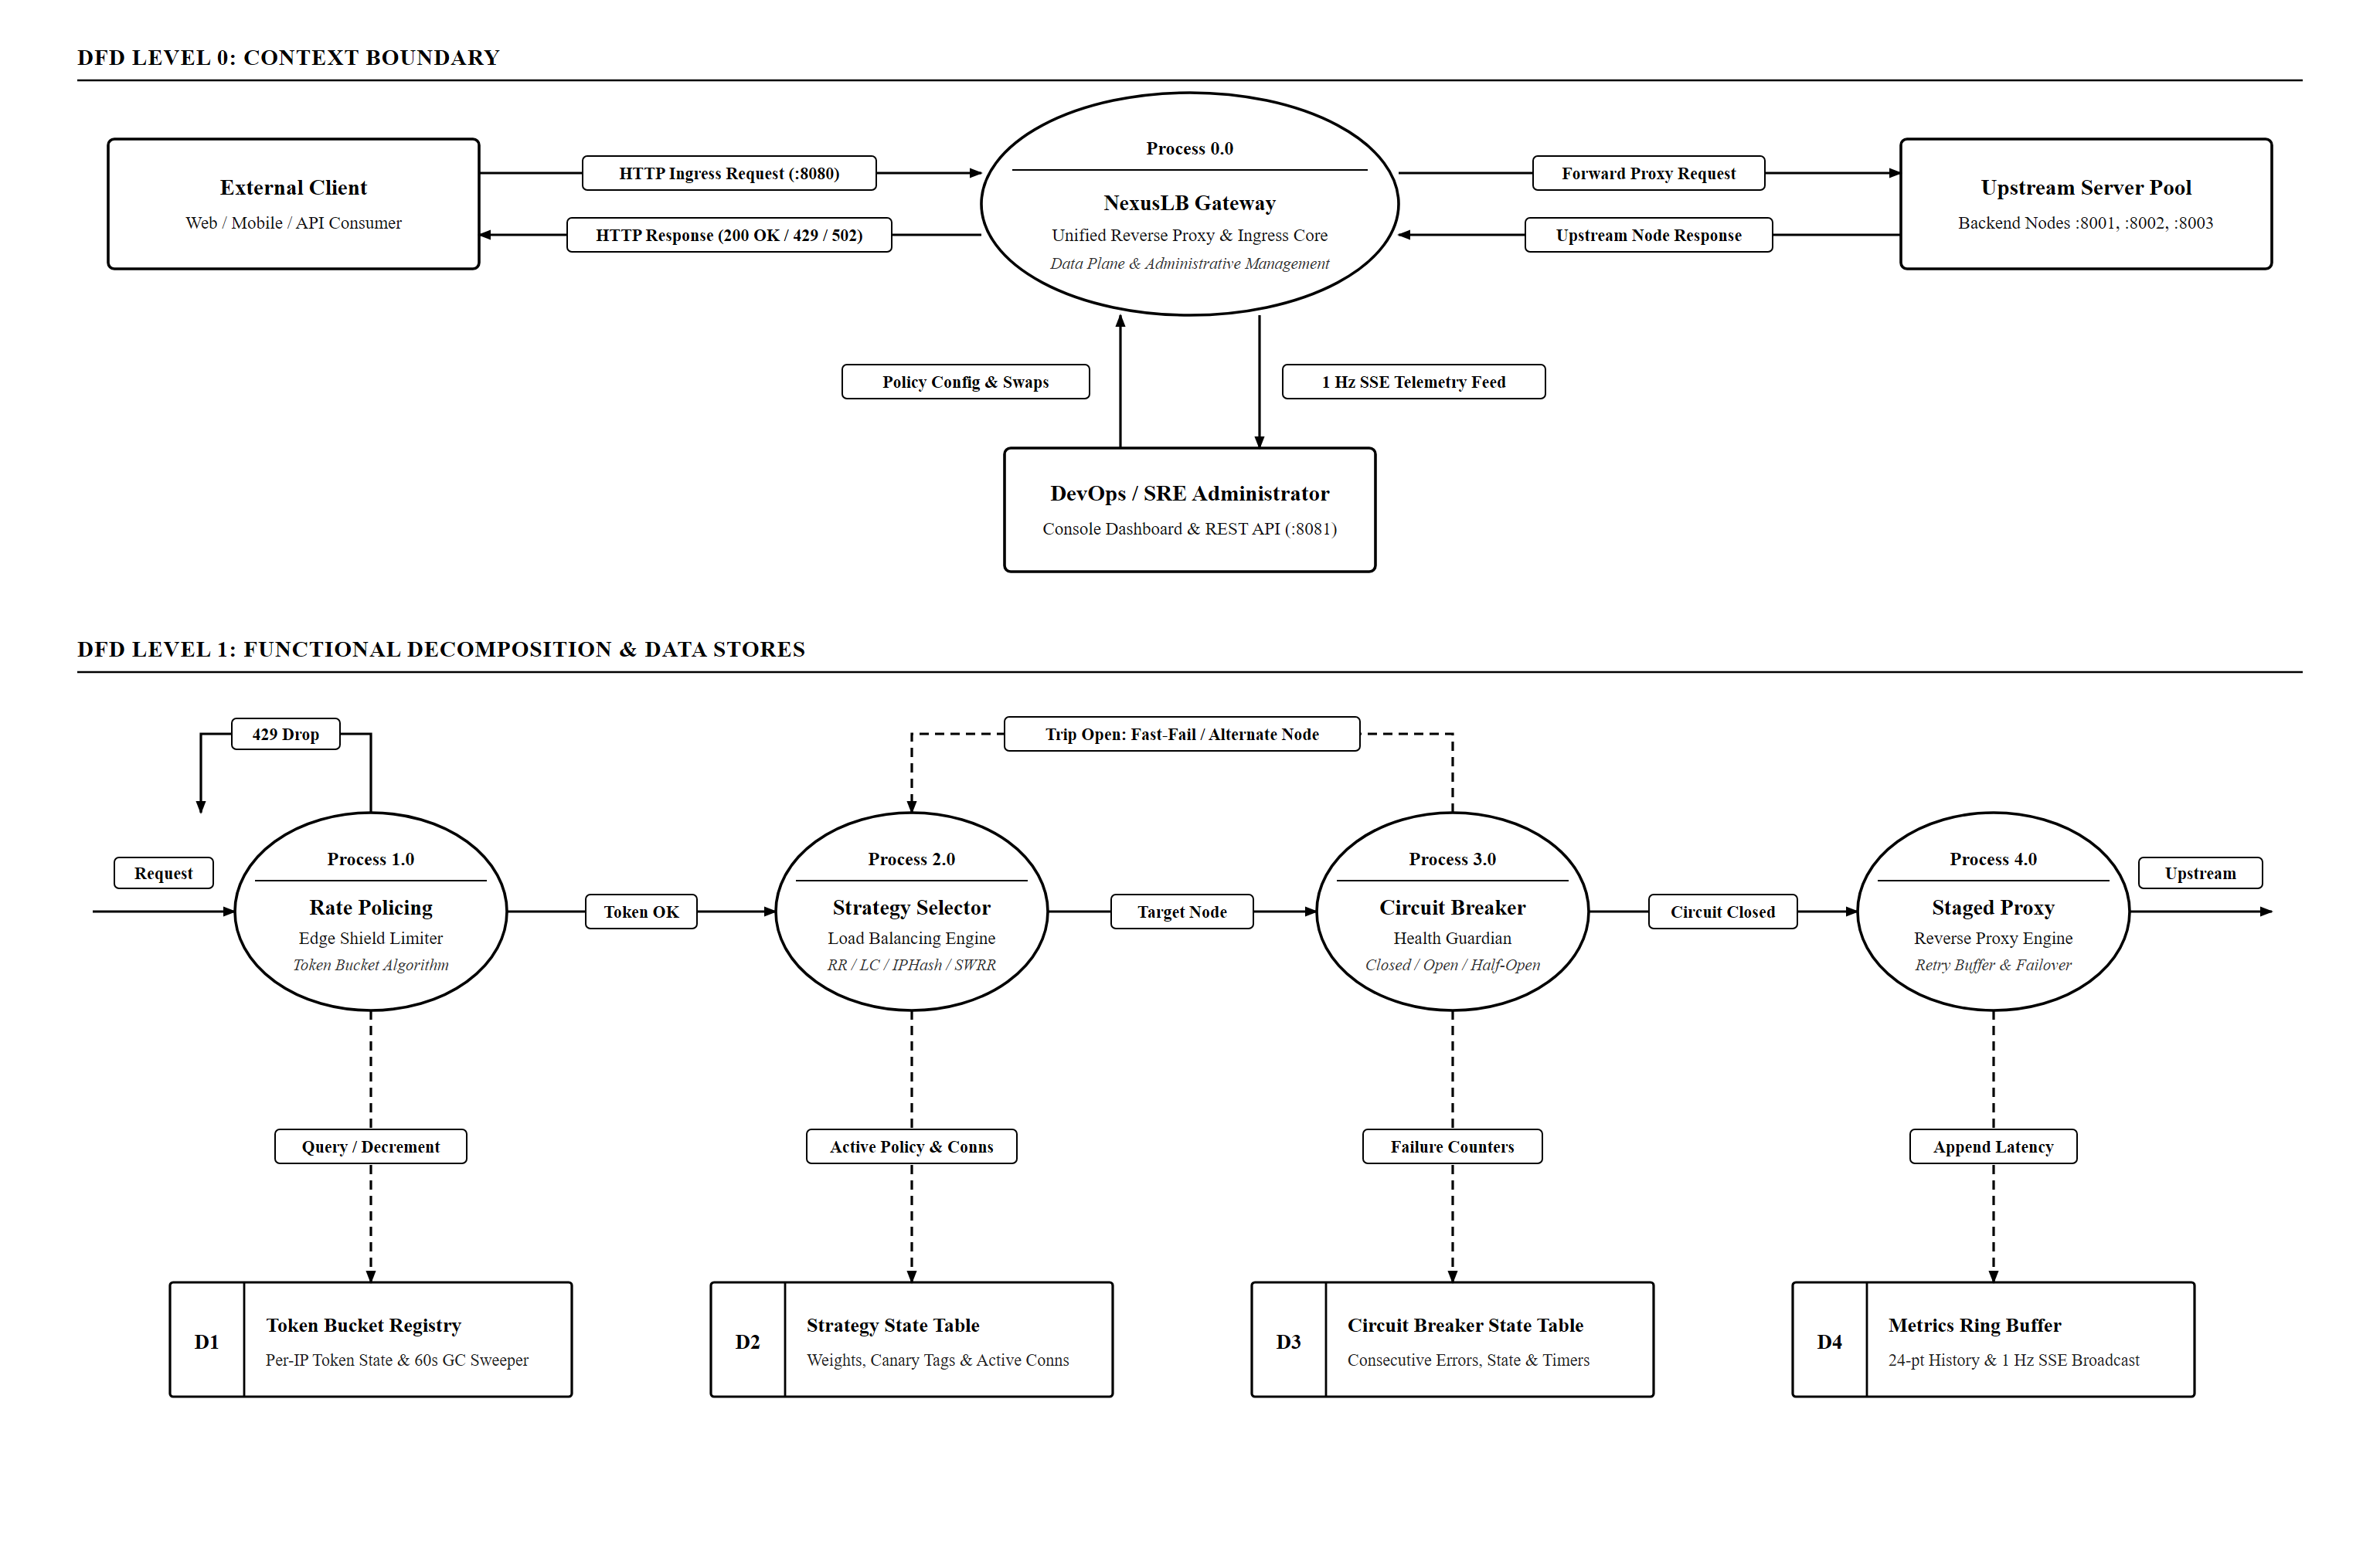 DFD LEVEL 0: CONTEXT BOUNDARY
External Client
Web / Mobile / API Consumer
HTTP Ingress Request (:8080)
HTTP Response (200 OK / 429 / 502)
Process 0.0
NexusLB Gateway
Unified Reverse Proxy & Ingress Core
Data Plane & Administrative Management
Forward Proxy Request
Upstream Node Response
Upstream Server Pool
Backend Nodes :8001, :8002, :8003
Policy Config & Swaps
1 Hz SSE Telemetry Feed
DevOps / SRE Administrator
Console Dashboard & REST API (:8081)
DFD LEVEL 1: FUNCTIONAL DECOMPOSITION & DATA STORES
429 Drop
Trip Open: Fast-Fail / Alternate Node
Request
Process 1.0
Rate Policing
Edge Shield Limiter
Token Bucket Algorithm
Token OK
Process 2.0
Strategy Selector
Load Balancing Engine
RR / LC / IPHash / SWRR
Target Node
Process 3.0
Circuit Breaker
Health Guardian
Closed / Open / Half-Open
Circuit Closed
Process 4.0
Staged Proxy
Reverse Proxy Engine
Retry Buffer & Failover
Upstream
Query / Decrement
Active Policy & Conns
Failure Counters
Append Latency
D1
Token Bucket Registry
Per-IP Token State & 60s GC Sweeper
D2
Strategy State Table
Weights, Canary Tags & Active Conns
D3
Circuit Breaker State Table
Consecutive Errors, State & Timers
D4
Metrics Ring Buffer
24-pt History & 1 Hz SSE Broadcast